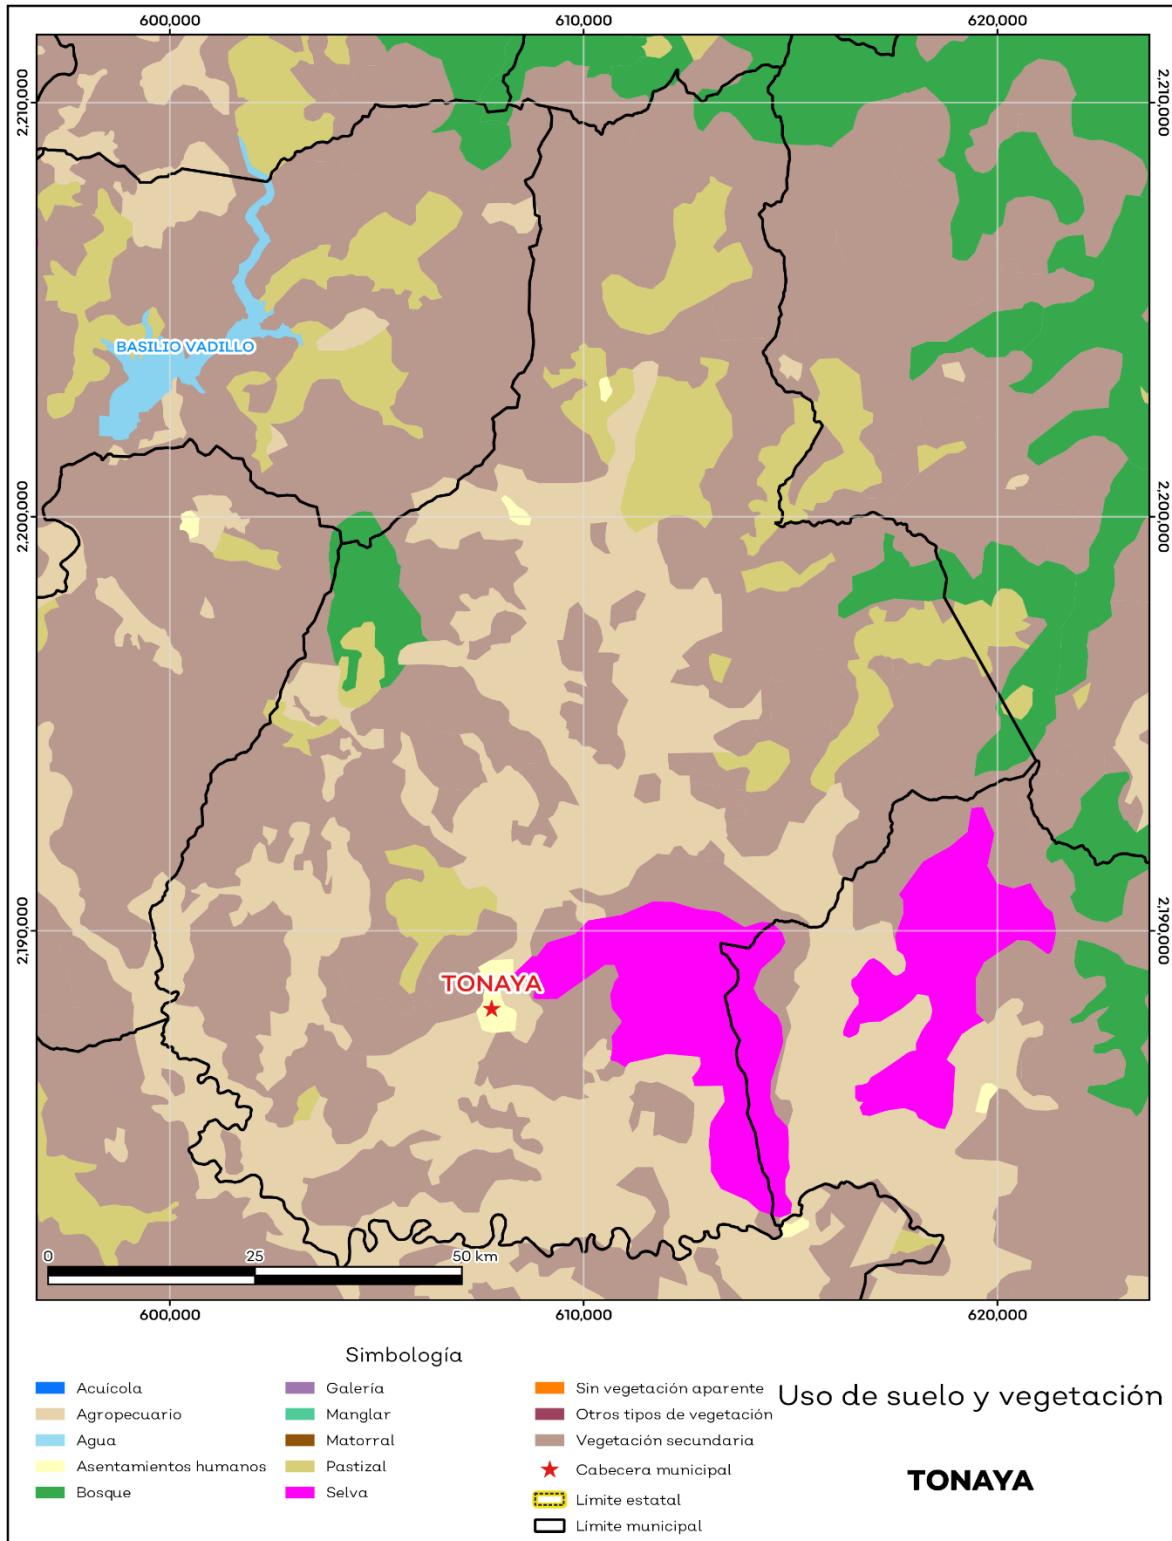 600,000 610,000 620,000
2,210,000 2,210,000
BASILIO VADILLO
2,200,000 2,200,000
2,190,000 2,190,000
TONAYA
0 25 50 km
600,000 610,000 620,000
Simbología
Acuícola
Agropecuario
Agua
Asentamientos humanos
Bosque
Galería
Manglar
Matorral
Pastizal
Selva
Sin vegetación aparente
Otros tipos de vegetación
Vegetación secundaria
Cabecera municipal
Límite estatal
Límite municipal
Uso de suelo y vegetación
TONAYA